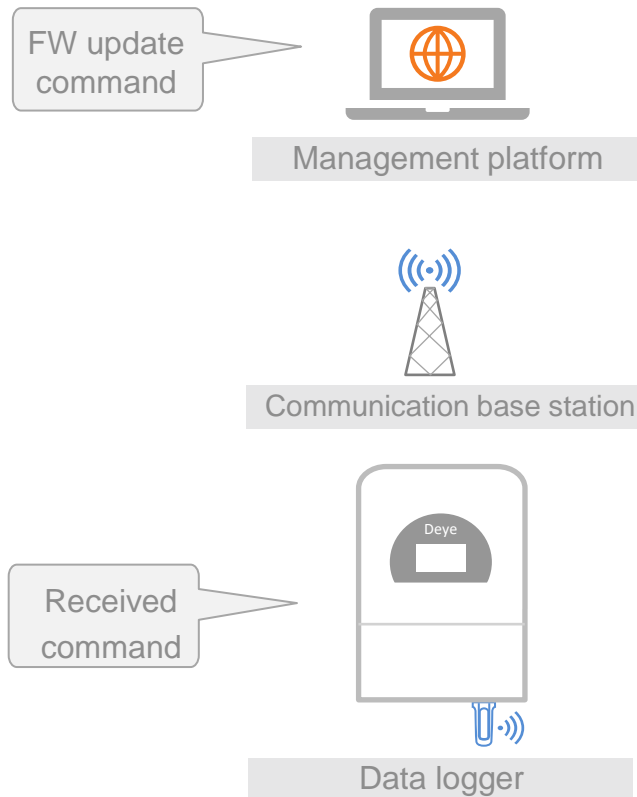 FW update
command
Management platform
Communication base station
Deye
Received
command
Data logger